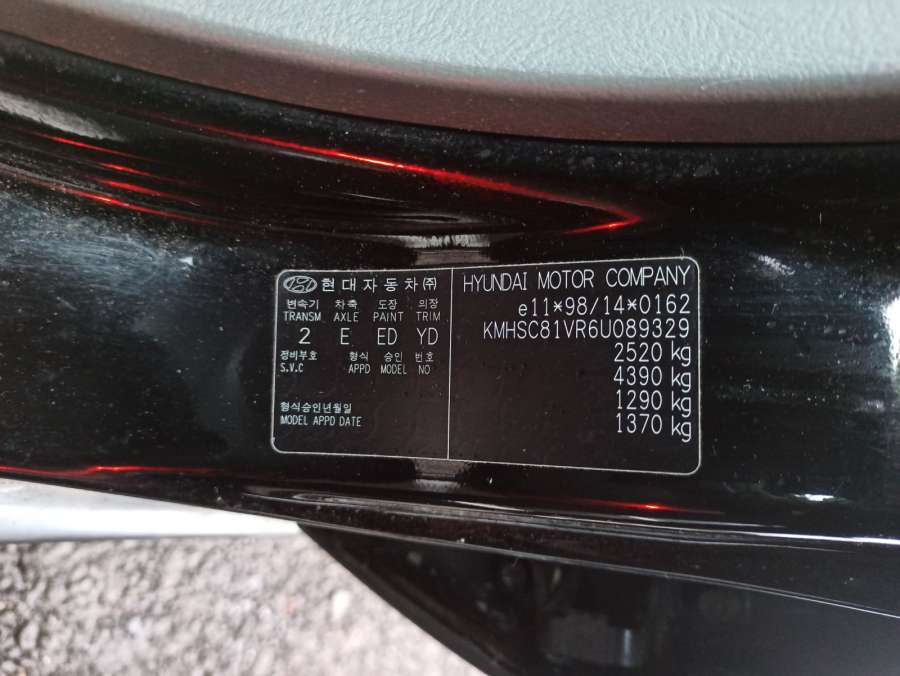 현대자동차(주)
변속기 차축 도장 의장
TRANSM AXLE PAINT TRIM
2 E ED YD
정비부호 형식 승인 번호
S.V.C APPD MODEL NO
형식승인년월일
MODEL APPD DATE
HYUNDAI MOTOR COMPANY
e11*98/14*0162
KMHSC81VR6U089329
2520 kg
4390 kg
1290 kg
1370 kg